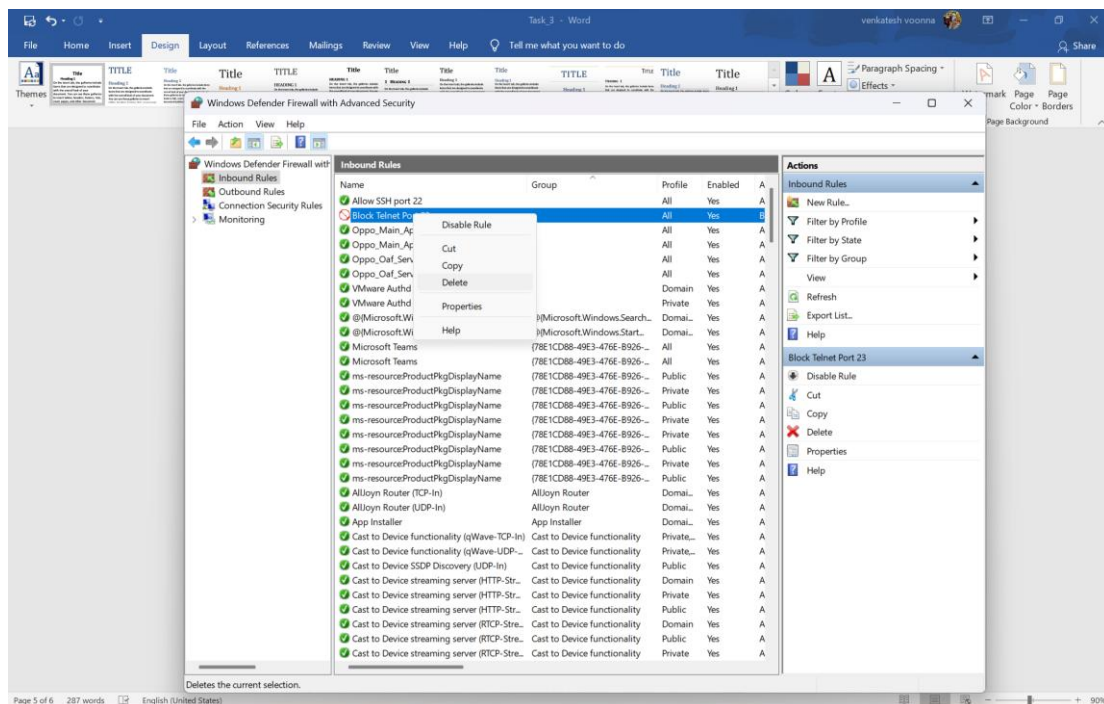 Task_3 - Word
venkatesh voonna
File Home Insert Design Layout References Mailings Review View Help Tell me what you want to do
Share
Aa
Title
TITLE
Title
Title
TITLE
Title
Title
Title
Title
TITLE
Title
Title
Title
A
Paragraph Spacing
Effects
Themes
Page Color
Page Borders
Page Background
Windows Defender Firewall with Advanced Security
File Action View Help
Windows Defender Firewall with
Inbound Rules
Outbound Rules
Connection Security Rules
Monitoring
Inbound Rules
Name Group Profile Enabled A
Allow SSH port 22 All Yes A
Block Telnet Po All Yes B
Oppo_Main_Ap All Yes A
Oppo_Main_Ap All Yes A
Oppo_Oaf_Serv All Yes A
Oppo_Oaf_Serv All Yes A
VMware Authd Domain Yes A
VMware Authd Private Yes A
@{Microsoft.Wi @{Microsoft.Windows.Search... Domai... Yes A
@{Microsoft.Wi @{Microsoft.Windows.Start... Domai... Yes A
Microsoft Teams {78E1CD88-49E3-476E-B926-... All Yes A
Microsoft Teams {78E1CD88-49E3-476E-B926-... All Yes A
ms-resource:ProductPkgDisplayName {78E1CD88-49E3-476E-B926-... Public Yes A
ms-resource:ProductPkgDisplayName {78E1CD88-49E3-476E-B926-... Private Yes A
ms-resource:ProductPkgDisplayName {78E1CD88-49E3-476E-B926-... Public Yes A
ms-resource:ProductPkgDisplayName {78E1CD88-49E3-476E-B926-... Private Yes A
ms-resource:ProductPkgDisplayName {78E1CD88-49E3-476E-B926-... Private Yes A
ms-resource:ProductPkgDisplayName {78E1CD88-49E3-476E-B926-... Public Yes A
ms-resource:ProductPkgDisplayName {78E1CD88-49E3-476E-B926-... Private Yes A
ms-resource:ProductPkgDisplayName {78E1CD88-49E3-476E-B926-... Public Yes A
AllJoyn Router (TCP-In) AllJoyn Router Domai... Yes A
AllJoyn Router (UDP-In) AllJoyn Router Domai... Yes A
App Installer App Installer Domai... Yes A
Cast to Device functionality (qWave-TCP-In) Cast to Device functionality Private,... Yes A
Cast to Device functionality (qWave-UDP-... Cast to Device functionality Private,... Yes A
Cast to Device SSDP Discovery (UDP-In) Cast to Device functionality Public Yes A
Cast to Device streaming server (HTTP-Str... Cast to Device functionality Domain Yes A
Cast to Device streaming server (HTTP-Str... Cast to Device functionality Private Yes A
Cast to Device streaming server (HTTP-Str... Cast to Device functionality Public Yes A
Cast to Device streaming server (RTCP-Stre... Cast to Device functionality Domain Yes A
Cast to Device streaming server (RTCP-Stre... Cast to Device functionality Public Yes A
Cast to Device streaming server (RTCP-Stre... Cast to Device functionality Private Yes A
Disable Rule
Cut
Copy
Delete
Properties
Help
Actions
Inbound Rules
New Rule...
Filter by Profile
Filter by State
Filter by Group
View
Refresh
Export List...
Help
Block Telnet Port 23
Disable Rule
Cut
Copy
Delete
Properties
Help
Deletes the current selection.
Page 5 of 6 287 words English (United States)
90%